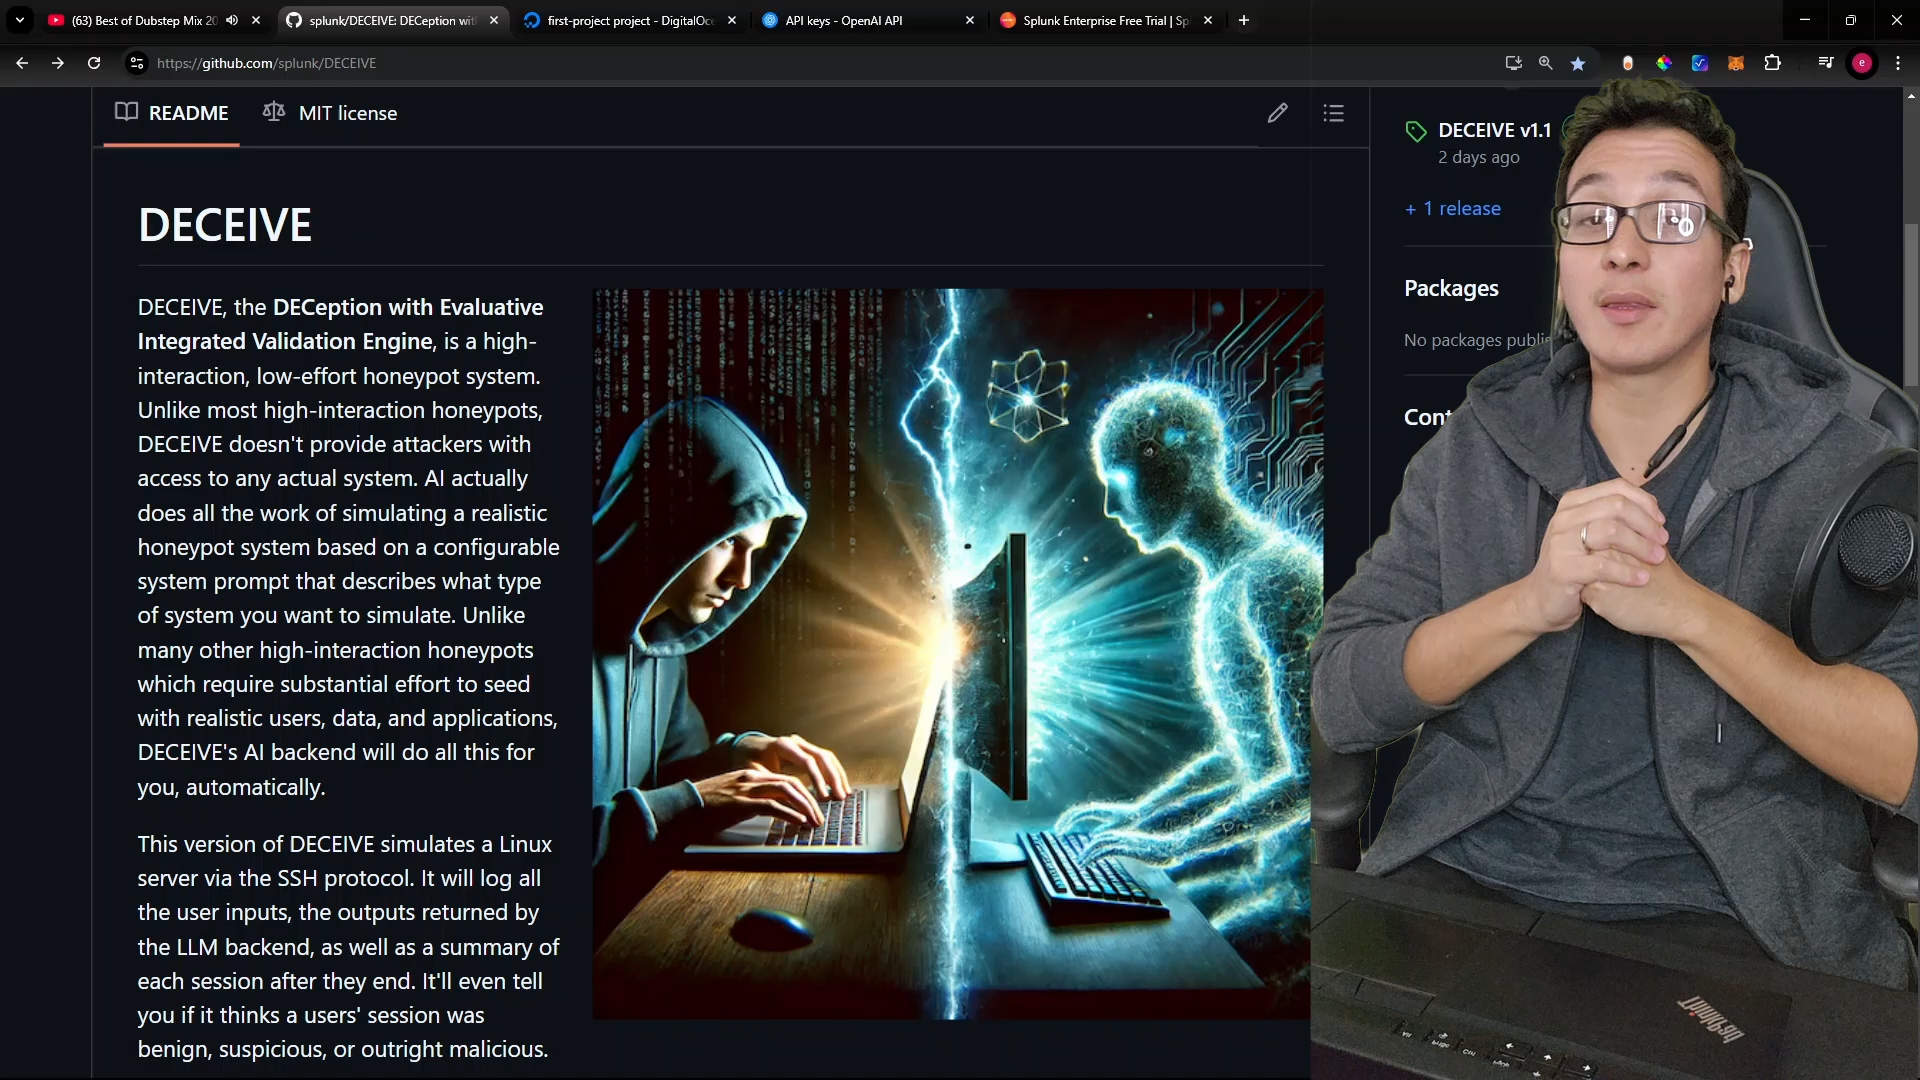 (63) Best of Dubstep Mix 20
splunk/DECEIVE: DECeption wit
first-project project - DigitalOce
API keys - OpenAI API
Splunk Enterprise Free Trial | Sp
https://github.com/splunk/DECEIVE
e
README
MIT license
DECEIVE
DECEIVE, the DECeption with Evaluative
Integrated Validation Engine, is a high-
interaction, low-effort honeypot system.
Unlike most high-interaction honeypots,
DECEIVE doesn't provide attackers with
access to any actual system. AI actually
does all the work of simulating a realistic
honeypot system based on a configurable
system prompt that describes what type
of system you want to simulate. Unlike
many other high-interaction honeypots
which require substantial effort to seed
with realistic users, data, and applications,
DECEIVE's AI backend will do all this for
you, automatically.
This version of DECEIVE simulates a Linux
server via the SSH protocol. It will log all
the user inputs, the outputs returned by
the LLM backend, as well as a summary of
each session after they end. It'll even tell
you if it thinks a users' session was
benign, suspicious, or outright malicious.
DECEIVE v1.1
2 days ago
+ 1 release
Packages
No packages publis
Cont
ThinkPad